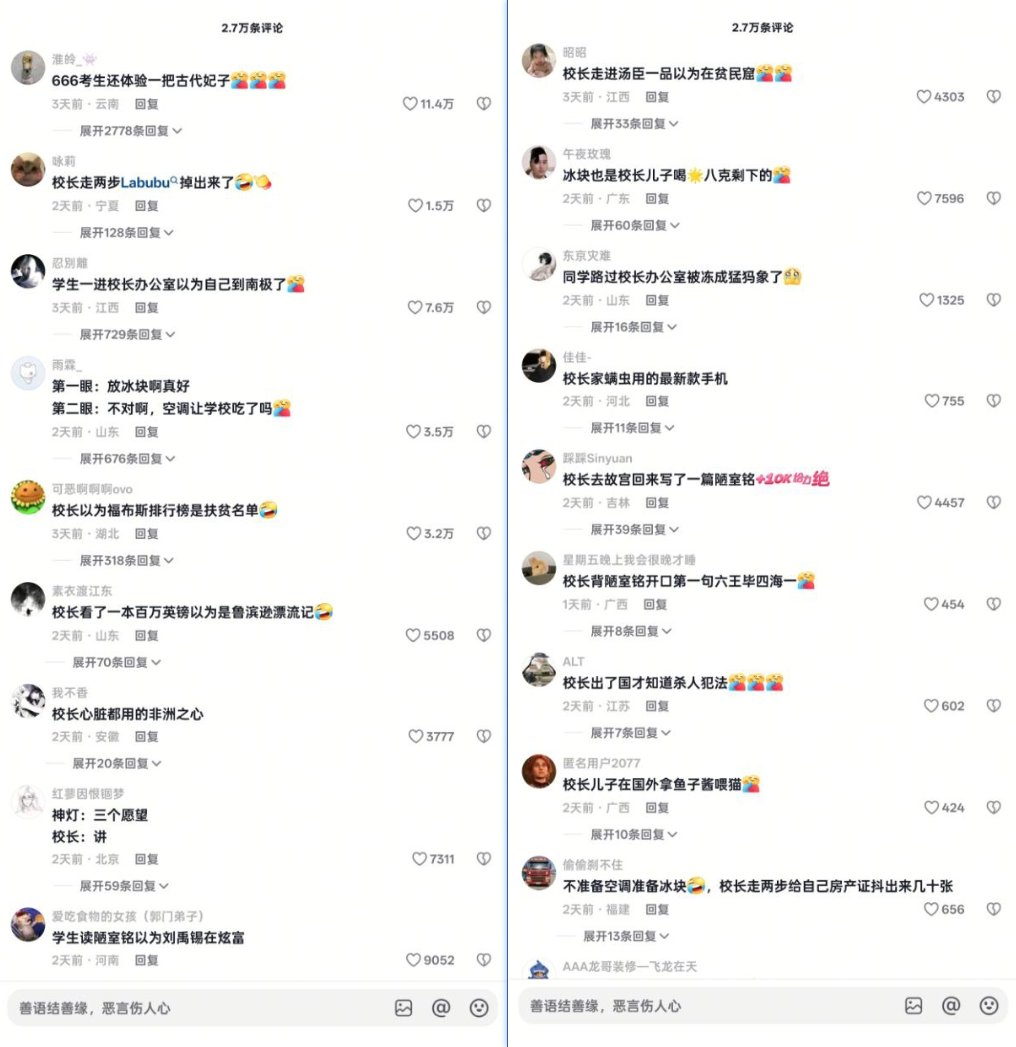 2.7万条评论
淮皊_
666考生还体验一把古代妃子
3天前 · 云南 回复
11.4万
展开2778条回复
咏莉
校长走两步Labubu掉出来了
2天前 · 宁夏 回复
1.5万
展开128条回复
忍別離
学生一进校长办公室以为自己到南极了
3天前 · 江西 回复
7.6万
展开729条回复
雨霖_
第一眼：放冰块啊真好
第二眼：不对啊，空调让学校吃了吗
2天前 · 山东 回复
3.5万
展开676条回复
可恶啊啊啊ovo
校长以为福布斯排行榜是扶贫名单
3天前 · 湖北 回复
3.2万
展开318条回复
素衣渡江东
校长看了一本百万英镑以为是鲁滨逊漂流记
2天前 · 山东 回复
5508
展开70条回复
我不香
校长心脏都用的非洲之心
2天前 · 安徽 回复
3777
展开20条回复
红蓼因恨锢梦
神灯：三个愿望
校长：讲
2天前 · 北京 回复
7311
展开59条回复
爱吃食物的女孩（郭门弟子）
学生读陋室铭以为刘禹锡在炫富
2天前 · 河南 回复
9052
善语结善缘，恶言伤人心
2.7万条评论
昭昭
校长走进汤臣一品以为在贫民窟
3天前 · 江西 回复
4303
展开33条回复
午夜玫瑰
冰块也是校长儿子喝八克剩下的
2天前 · 广东 回复
7596
展开60条回复
东京灾难
同学路过校长办公室被冻成猛犸象了
2天前 · 山东 回复
1325
展开16条回复
佳佳-
校长家螨虫用的最新款手机
2天前 · 河北 回复
755
展开11条回复
踩踩Sinyuan
校长去故宫回来写了一篇陋室铭+10K给力绝
2天前 · 吉林 回复
4457
展开39条回复
星期五晚上我会很晚才睡
校长背陋室铭开口第一句六王毕四海一
1天前 · 广西 回复
454
展开8条回复
ALT
校长出了国才知道杀人犯法
2天前 · 江苏 回复
602
展开7条回复
匿名用户2077
校长儿子在国外拿鱼子酱喂猫
2天前 · 广西 回复
424
展开10条回复
偷偷刹不住
不准备空调准备冰块，校长走两步给自己房产证抖出来几十张
2天前 · 福建 回复
656
展开13条回复
AAA龙哥装修—飞龙在天
善语结善缘，恶言伤人心